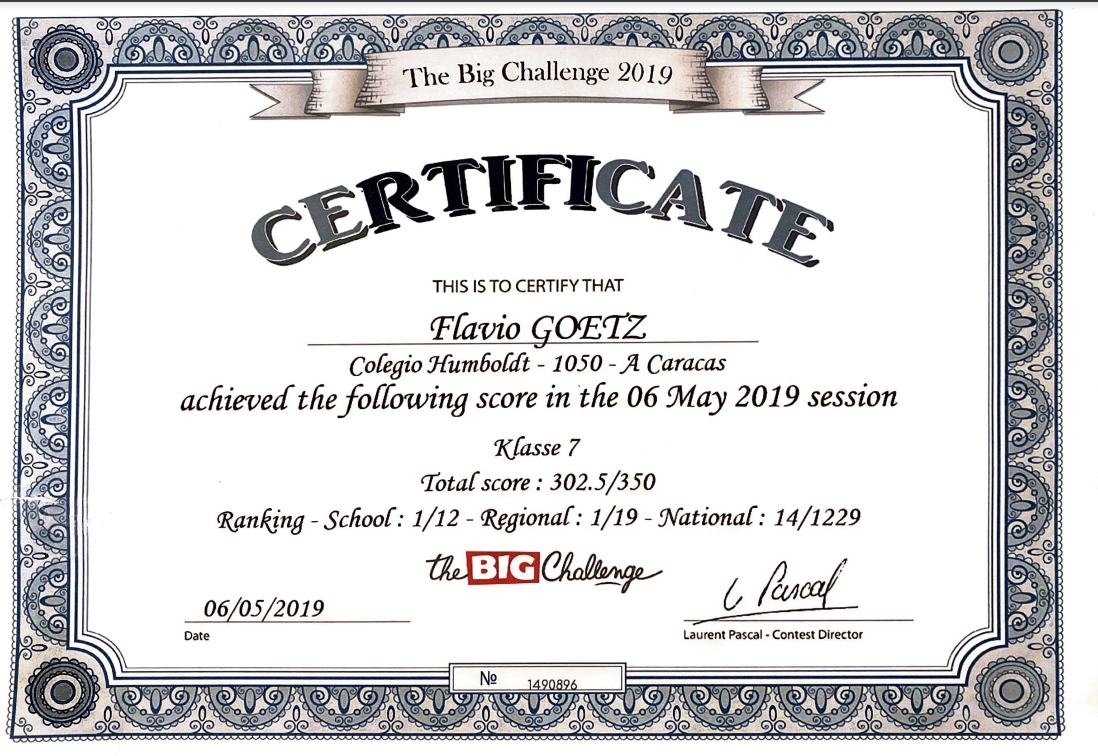 The Big Challenge 2019
CERTIFICATE
THIS IS TO CERTIFY THAT
Flavio GOETZ
Colegio Humboldt - 1050 - A Caracas
achieved the following score in the 06 May 2019 session
Klasse 7
Total score : 302.5/350
Ranking - School : 1/12 - Regional : 1/19 - National : 14/1229
the BIG Challenge
06/05/2019
Date
L Pascal
Laurent Pascal - Contest Director
№ 1490896